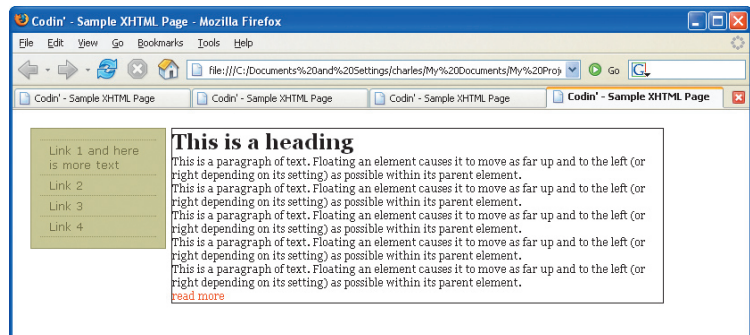 Codin' - Sample XHTML Page - Mozilla Firefox
File Edit View Go Bookmarks Tools Help
file:///C:/Documents%20and%20Settings/charles/My%20Documents/My%20Proj Go G
Codin' - Sample XHTML Page Codin' - Sample XHTML Page Codin' - Sample XHTML Page Codin' - Sample XHTML Page
Link 1 and here
is more text
Link 2
Link 3
Link 4
This is a heading
This is a paragraph of text. Floating an element causes it to move as far up and to the left (or
right depending on its setting) as possible within its parent element.
This is a paragraph of text. Floating an element causes it to move as far up and to the left (or
right depending on its setting) as possible within its parent element.
This is a paragraph of text. Floating an element causes it to move as far up and to the left (or
right depending on its setting) as possible within its parent element.
This is a paragraph of text. Floating an element causes it to move as far up and to the left (or
right depending on its setting) as possible within its parent element.
This is a paragraph of text. Floating an element causes it to move as far up and to the left (or
right depending on its setting) as possible within its parent element.
read more